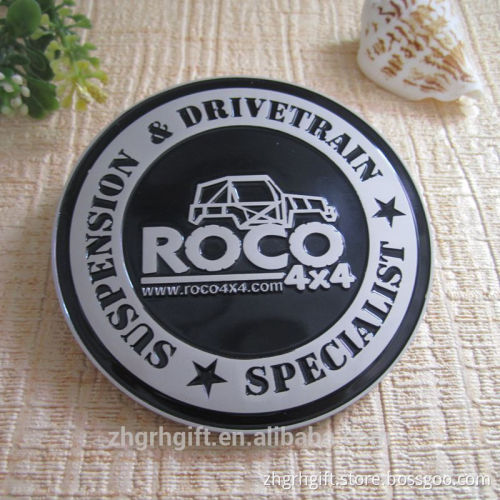 SUSPENSION & DRIVETRAIN
SPECIALIST
ROCO
4x4
www.roco4x4.com
zhgrhgift.en.alibaba.com
zhgrhgift.store.bossgoo.com